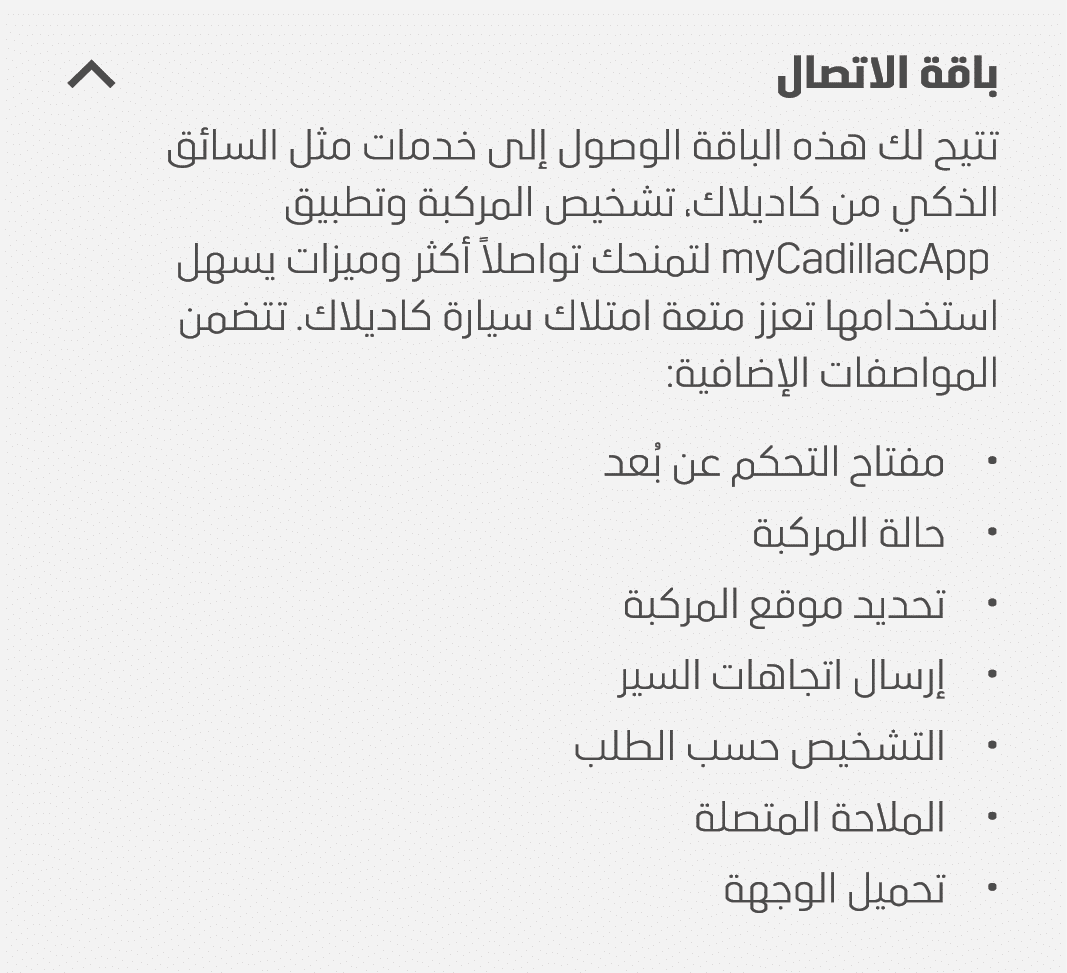 باقة الاتصال
تتيح لك هذه الباقة الوصول إلى خدمات مثل السائق
الذكي من كاديلاك، تشخيص المركبة وتطبيق
myCadillacApp لتمنحك تواصلاً أكثر وميزات يسهل
استخدامها تعزز متعة امتلاك سيارة كاديلاك. تتضمن
المواصفات الإضافية:
• مفتاح التحكم عن بُعد
• حالة المركبة
• تحديد موقع المركبة
• إرسال اتجاهات السير
• التشخيص حسب الطلب
• الملاحة المتصلة
• تحميل الوجهة